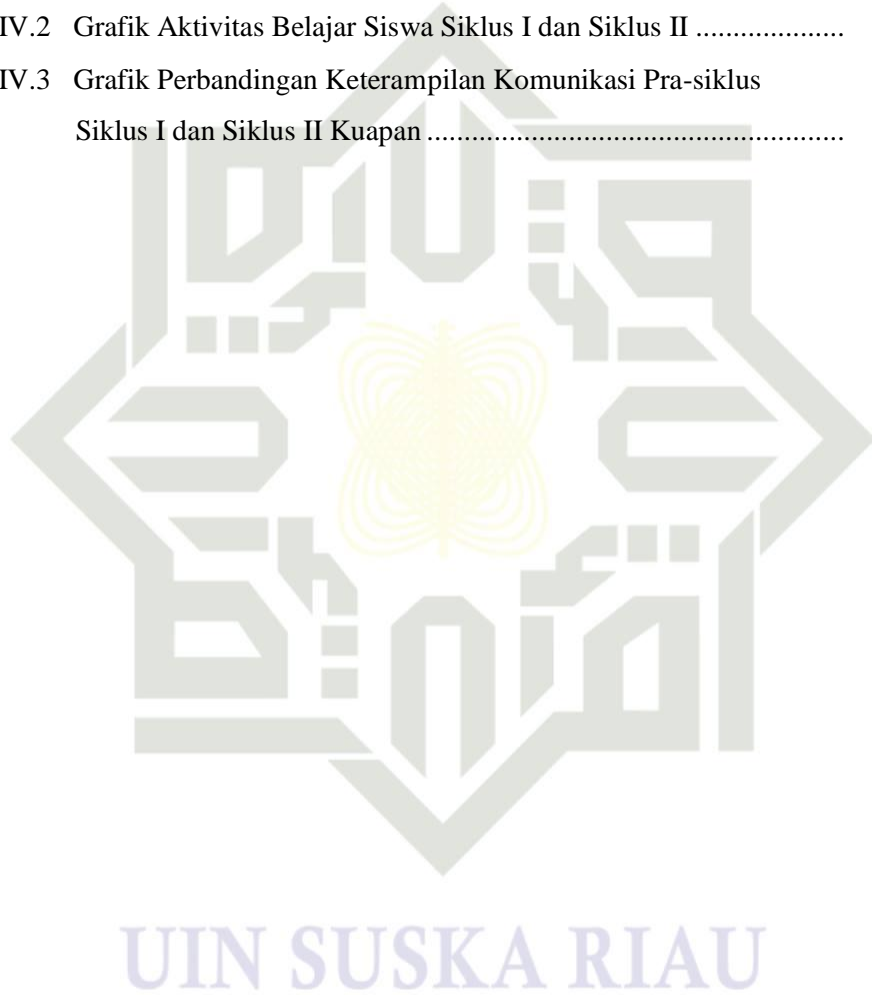 IV.2 Grafik Aktivitas Belajar Siswa Siklus I dan Siklus II ....................
IV.3 Grafik Perbandingan Keterampilan Komunikasi Pra-siklus
Siklus I dan Siklus II Kuapan ........................................................
UIN SUSKA RIAU